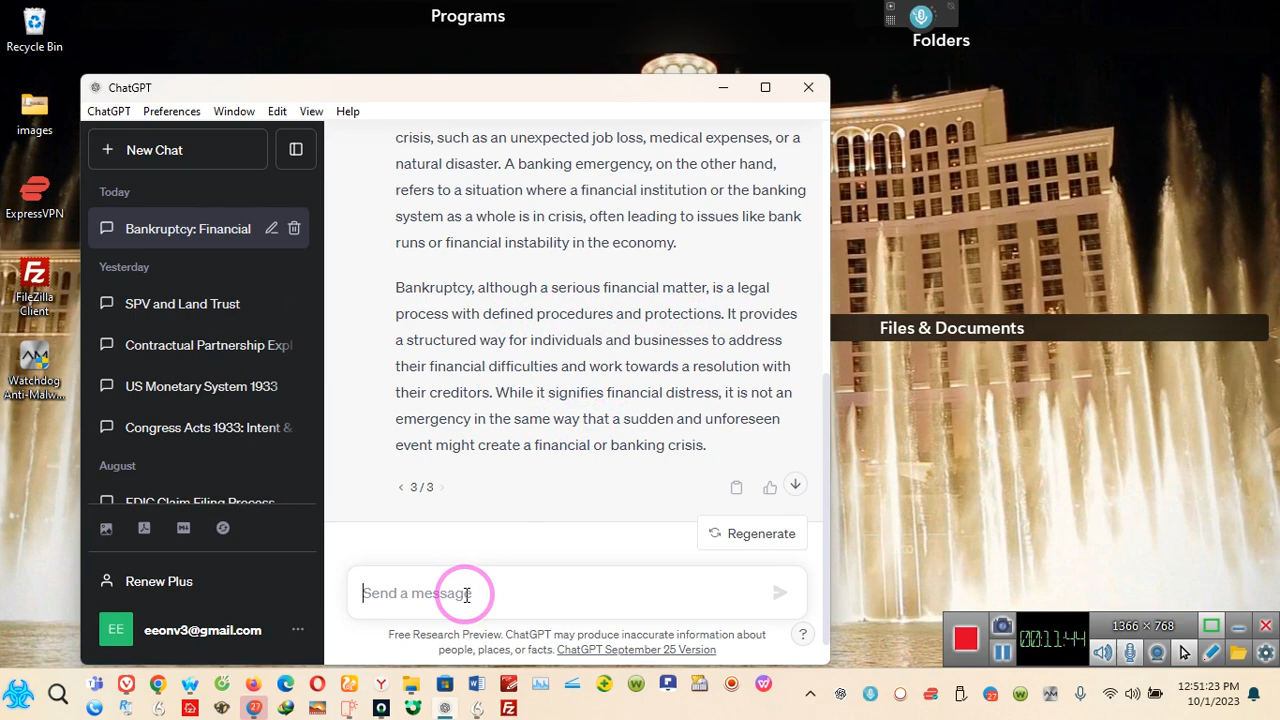 Programs
Folders
Recycle Bin
images
ExpressVPN
FileZilla
Client
Watchdog
Anti-Malw...
Files & Documents
ChatGPT
ChatGPT Preferences Window Edit View Help
New Chat
Today
Bankruptcy: Financial
Yesterday
SPV and Land Trust
Contractual Partnership Expl
US Monetary System 1933
Congress Acts 1933: Intent &
August
FDIC Claim Filing Process
Renew Plus
EE eeonv3@gmail.com
crisis, such as an unexpected job loss, medical expenses, or a
natural disaster. A banking emergency, on the other hand,
refers to a situation where a financial institution or the banking
system as a whole is in crisis, often leading to issues like bank
runs or financial instability in the economy.
Bankruptcy, although a serious financial matter, is a legal
process with defined procedures and protections. It provides
a structured way for individuals and businesses to address
their financial difficulties and work towards a resolution with
their creditors. While it signifies financial distress, it is not an
emergency in the same way that a sudden and unforeseen
event might create a financial or banking crisis.
3 / 3
Regenerate
Send a message
Free Research Preview. ChatGPT may produce inaccurate information about
people, places, or facts. ChatGPT September 25 Version
?
1366 × 768
00:11:44
12:51:23 PM
10/1/2023